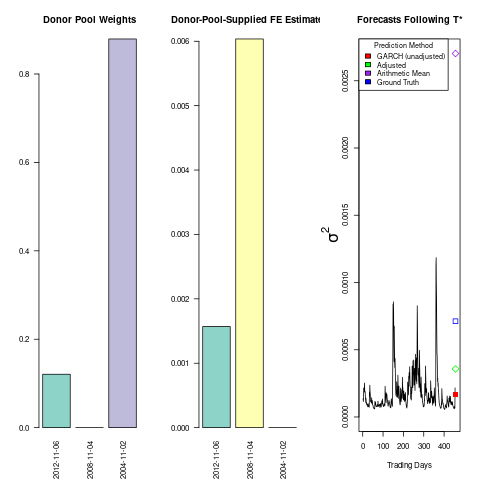 Donor Pool Weights
0.0
0.2
0.4
0.6
0.8
2012-11-06
2008-11-04
2004-11-02
Donor-Pool-Supplied FE Estimate
0.000
0.001
0.002
0.003
0.004
0.005
0.006
2012-11-06
2008-11-04
2004-11-02
Forecasts Following T*
Prediction Method
GARCH (unadjusted)
Adjusted
Arithmetic Mean
Ground Truth
σ²
0.0000
0.0005
0.0010
0.0015
0.0020
0.0025
0 100 200 300 400
Trading Days